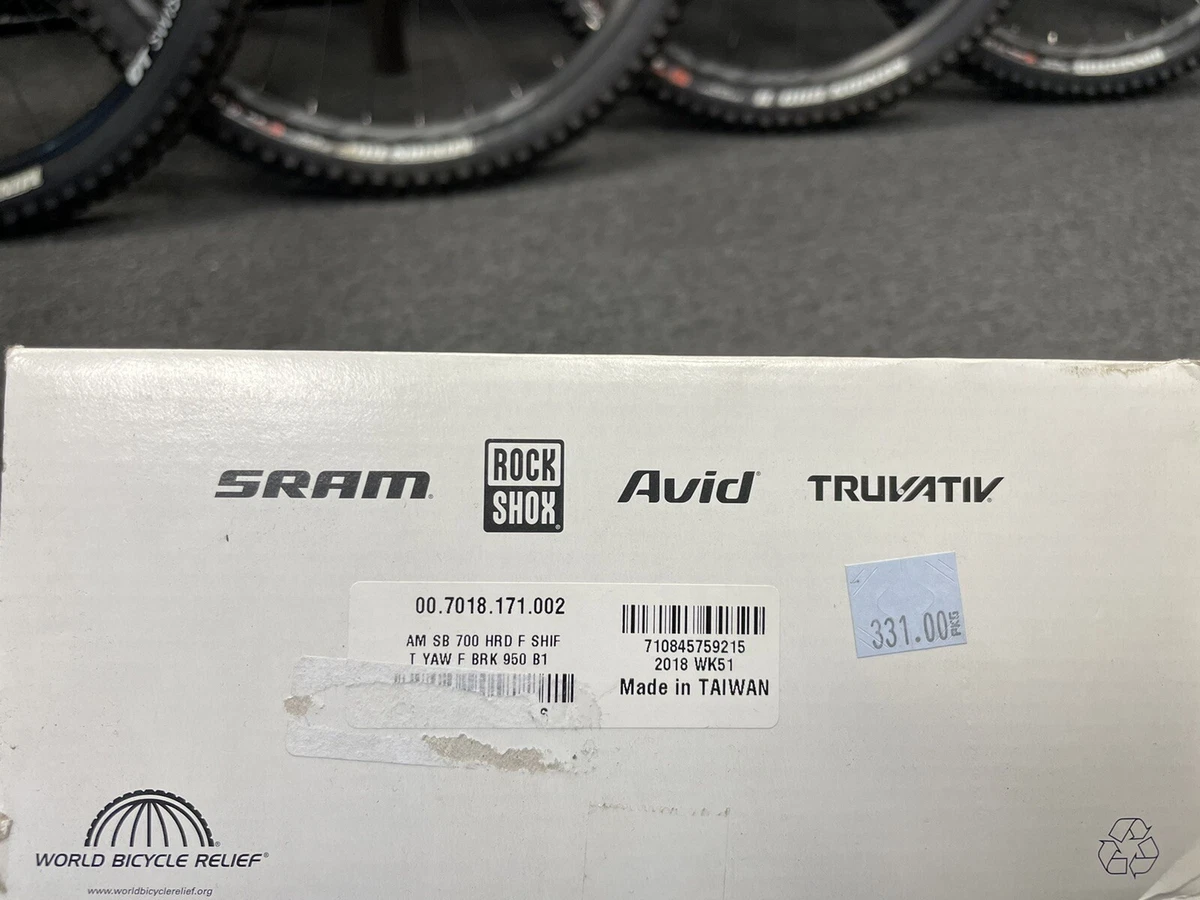 SRAM
ROCK
SHOX
Avid
TRUVATIV
00.7018.171.002
AM SB 700 HRD F SHIF
T YAW F BRK 950 B1
710845759215
2018 WK51
Made in TAIWAN
331.00
PKG
WORLD BICYCLE RELIEF®
www.worldbicyclerelief.org